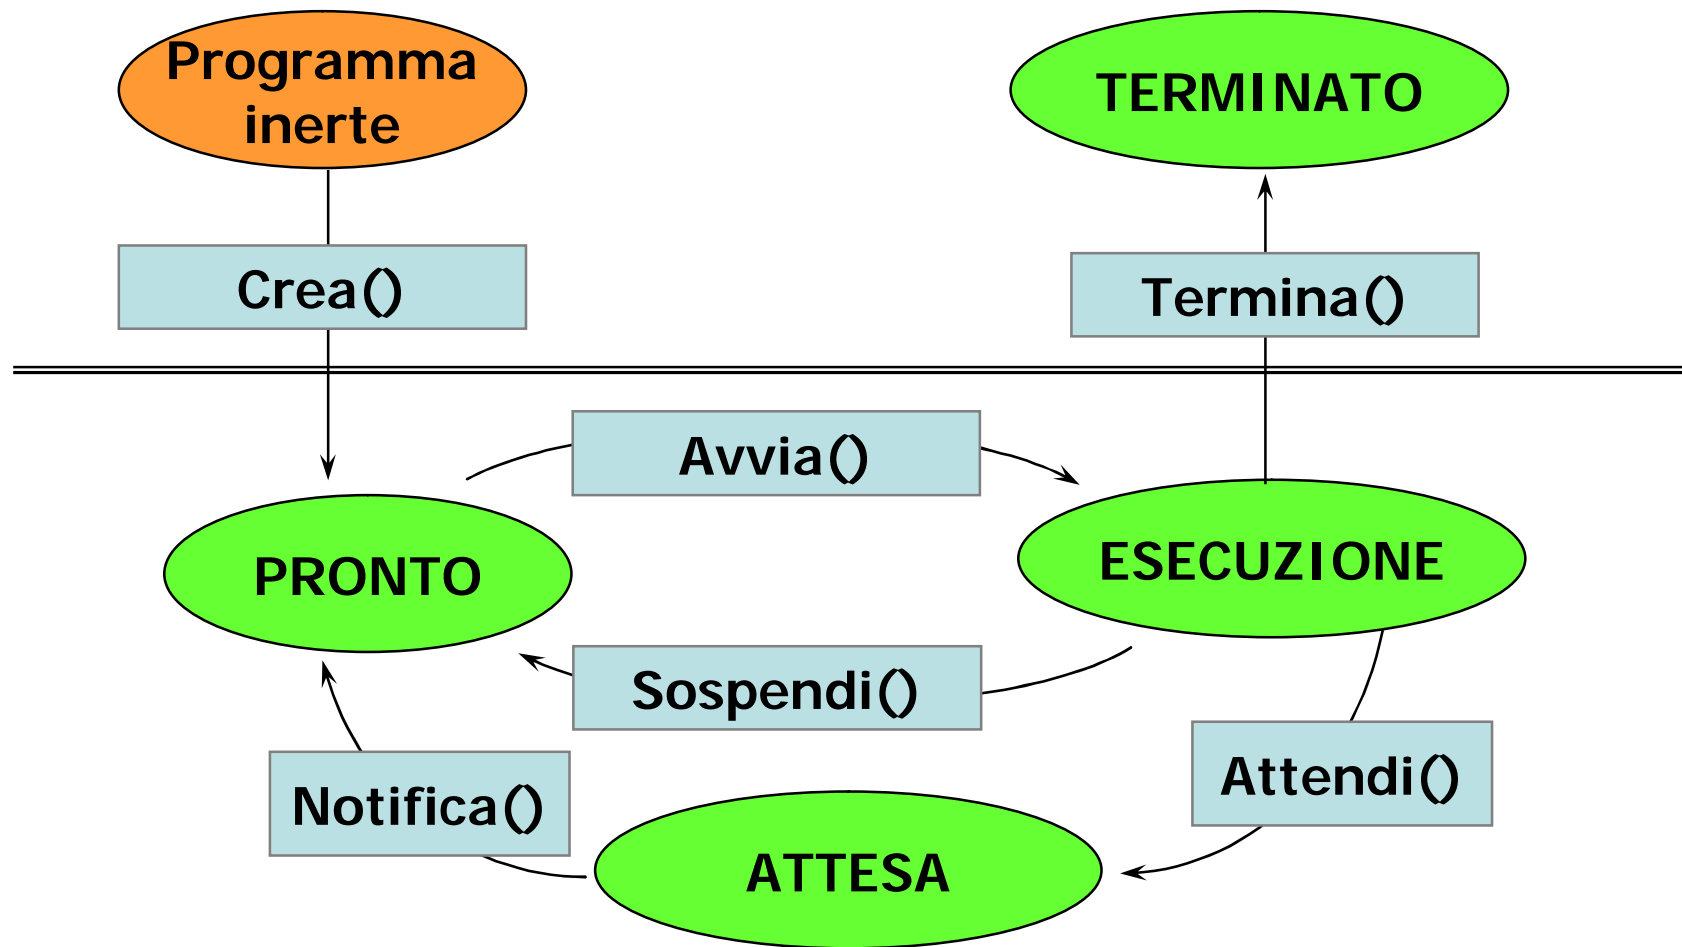 Programma
inerte
TERMINATO
Crea()
Termina()
Avvia()
PRONTO
ESECUZIONE
Sospendi()
Notifica()
Attendi()
ATTESA